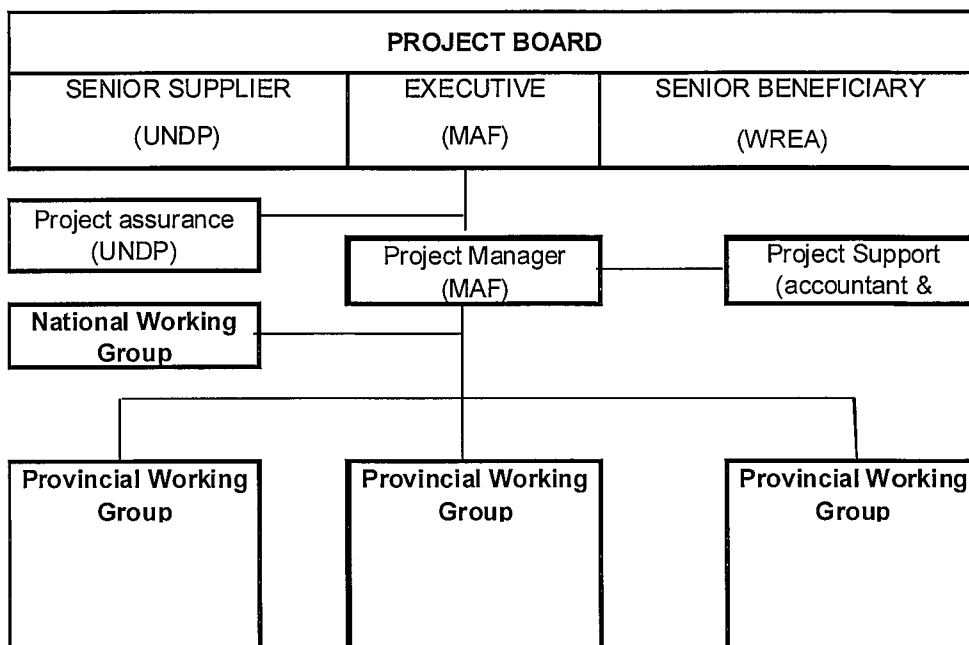 PROJECT BOARD
SENIOR SUPPLIER
(UNDP)
EXECUTIVE
(MAF)
SENIOR BENEFICIARY
(WREA)
Project assurance
(UNDP)
Project Manager
(MAF)
Project Support
(accountant &
National Working
Group
Provincial Working
Group
Provincial Working
Group
Provincial Working
Group